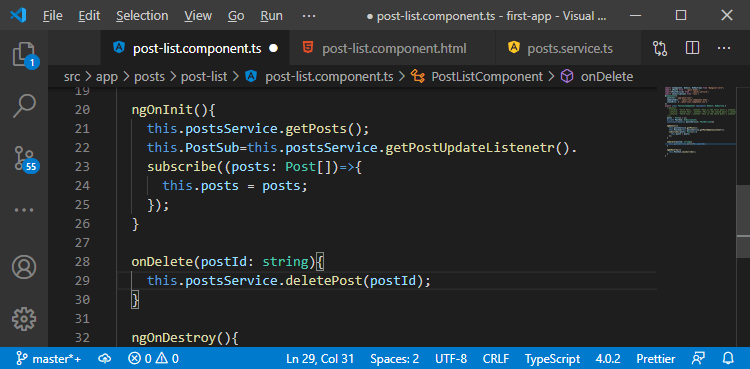 File Edit Selection View Go Run ··· ● post-list.component.ts - first-app - Visual ...
post-list.component.ts ● post-list.component.html posts.service.ts
src > app > posts > post-list > post-list.component.ts > PostListComponent > onDelete
1
55
19
20 ngOnInit(){
21 this.postsService.getPosts();
22 this.PostSub=this.postsService.getPostUpdateListenetr().
23 subscribe((posts: Post[])=>{
24 this.posts = posts;
25 });
26 }
27
28 onDelete(postId: string){
29 this.postsService.deletePost(postId);
30 }
31
32 ngOnDestroy(){
master*+ 0 0 Ln 29, Col 31 Spaces: 2 UTF-8 CRLF TypeScript 4.0.2 Prettier